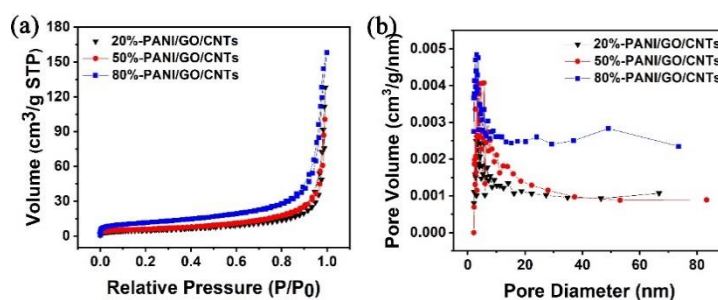 (a)
180
150
120
90
60
30
0
Volume (cm3/g STP)
20%-PANI/GO/CNTs
50%-PANI/GO/CNTs
80%-PANI/GO/CNTs
0.0 0.2 0.4 0.6 0.8 1.0
Relative Pressure (P/P0)
(b)
0.005
0.004
0.003
0.002
0.001
0.000
Pore Volume (cm3/g/nm)
20%-PANI/GO/CNTs
50%-PANI/GO/CNTs
80%-PANI/GO/CNTs
0 20 40 60 80
Pore Diameter (nm)